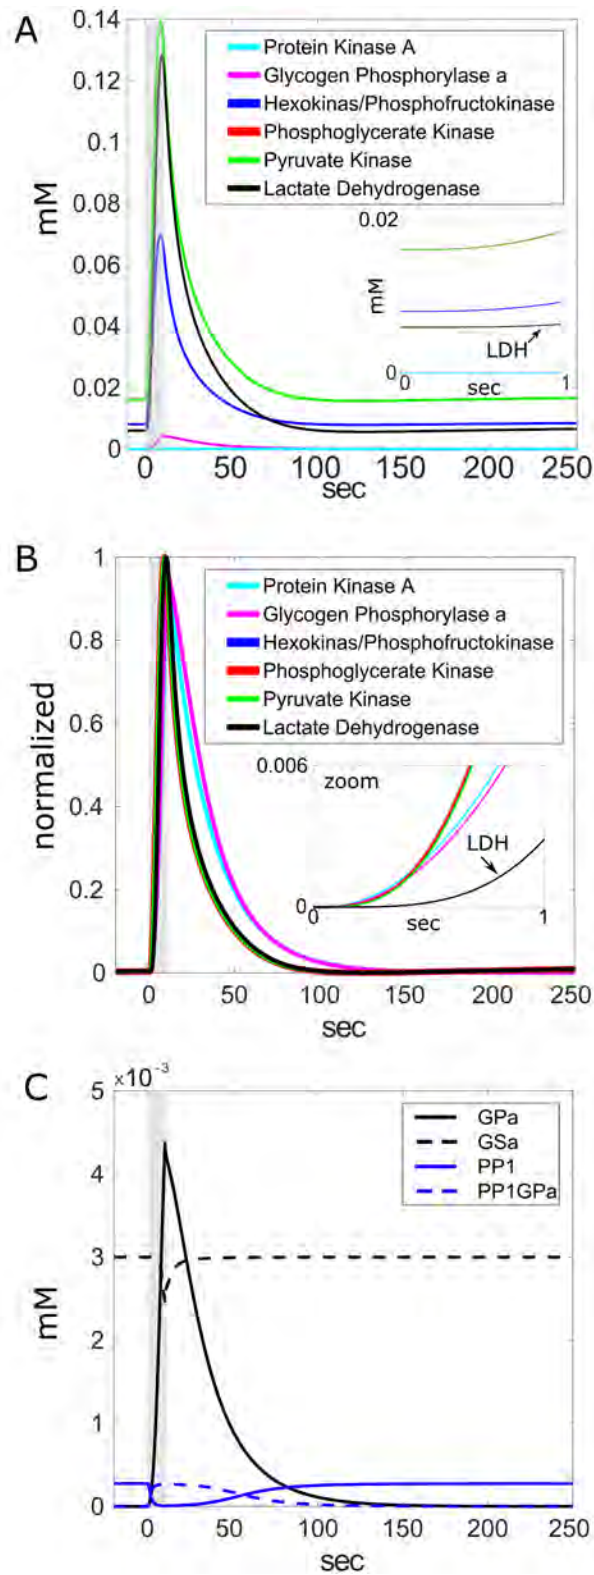 A
0.14
0.12
0.1
0.08
0.06
0.04
0.02
0
mM
Protein Kinase A
Glycogen Phosphorylase a
Hexokinas/Phosphofructokinase
Phosphoglycerate Kinase
Pyruvate Kinase
Lactate Dehydrogenase
0.02
mM
LDH
0
0 sec 1
0 50 100 150 200 250
sec
B
1
0.8
0.6
0.4
0.2
0
normalized
Protein Kinase A
Glycogen Phosphorylase a
Hexokinas/Phosphofructokinase
Phosphoglycerate Kinase
Pyruvate Kinase
Lactate Dehydrogenase
0.006
zoom
LDH
0
0 sec 1
0 50 100 150 200 250
sec
C
×10-3
5
4
3
2
1
0
mM
GPa
GSa
PP1
PP1GPa
0 50 100 150 200 250
sec